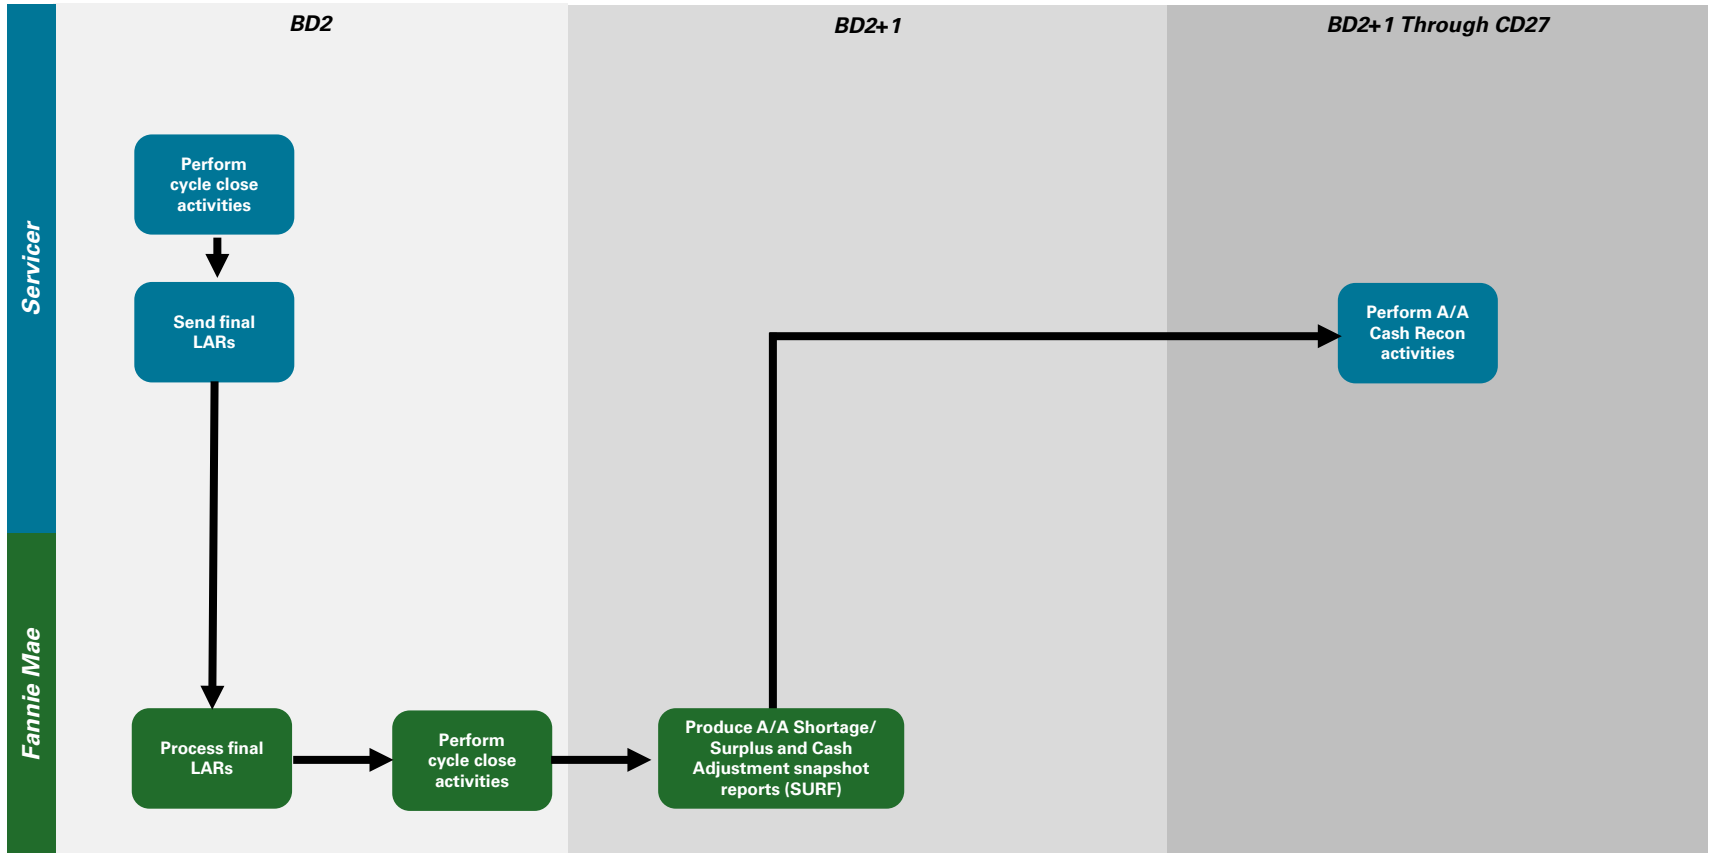 BD2
BD2+1
BD2+1 Through CD27
Servicer
Perform
cycle close
activities
Send final
LARs
Perform A/A
Cash Recon
activities
Fannie Mae
Process final
LARs
Perform
cycle close
activities
Produce A/A Shortage/
Surplus and Cash
Adjustment snapshot
reports (SURF)